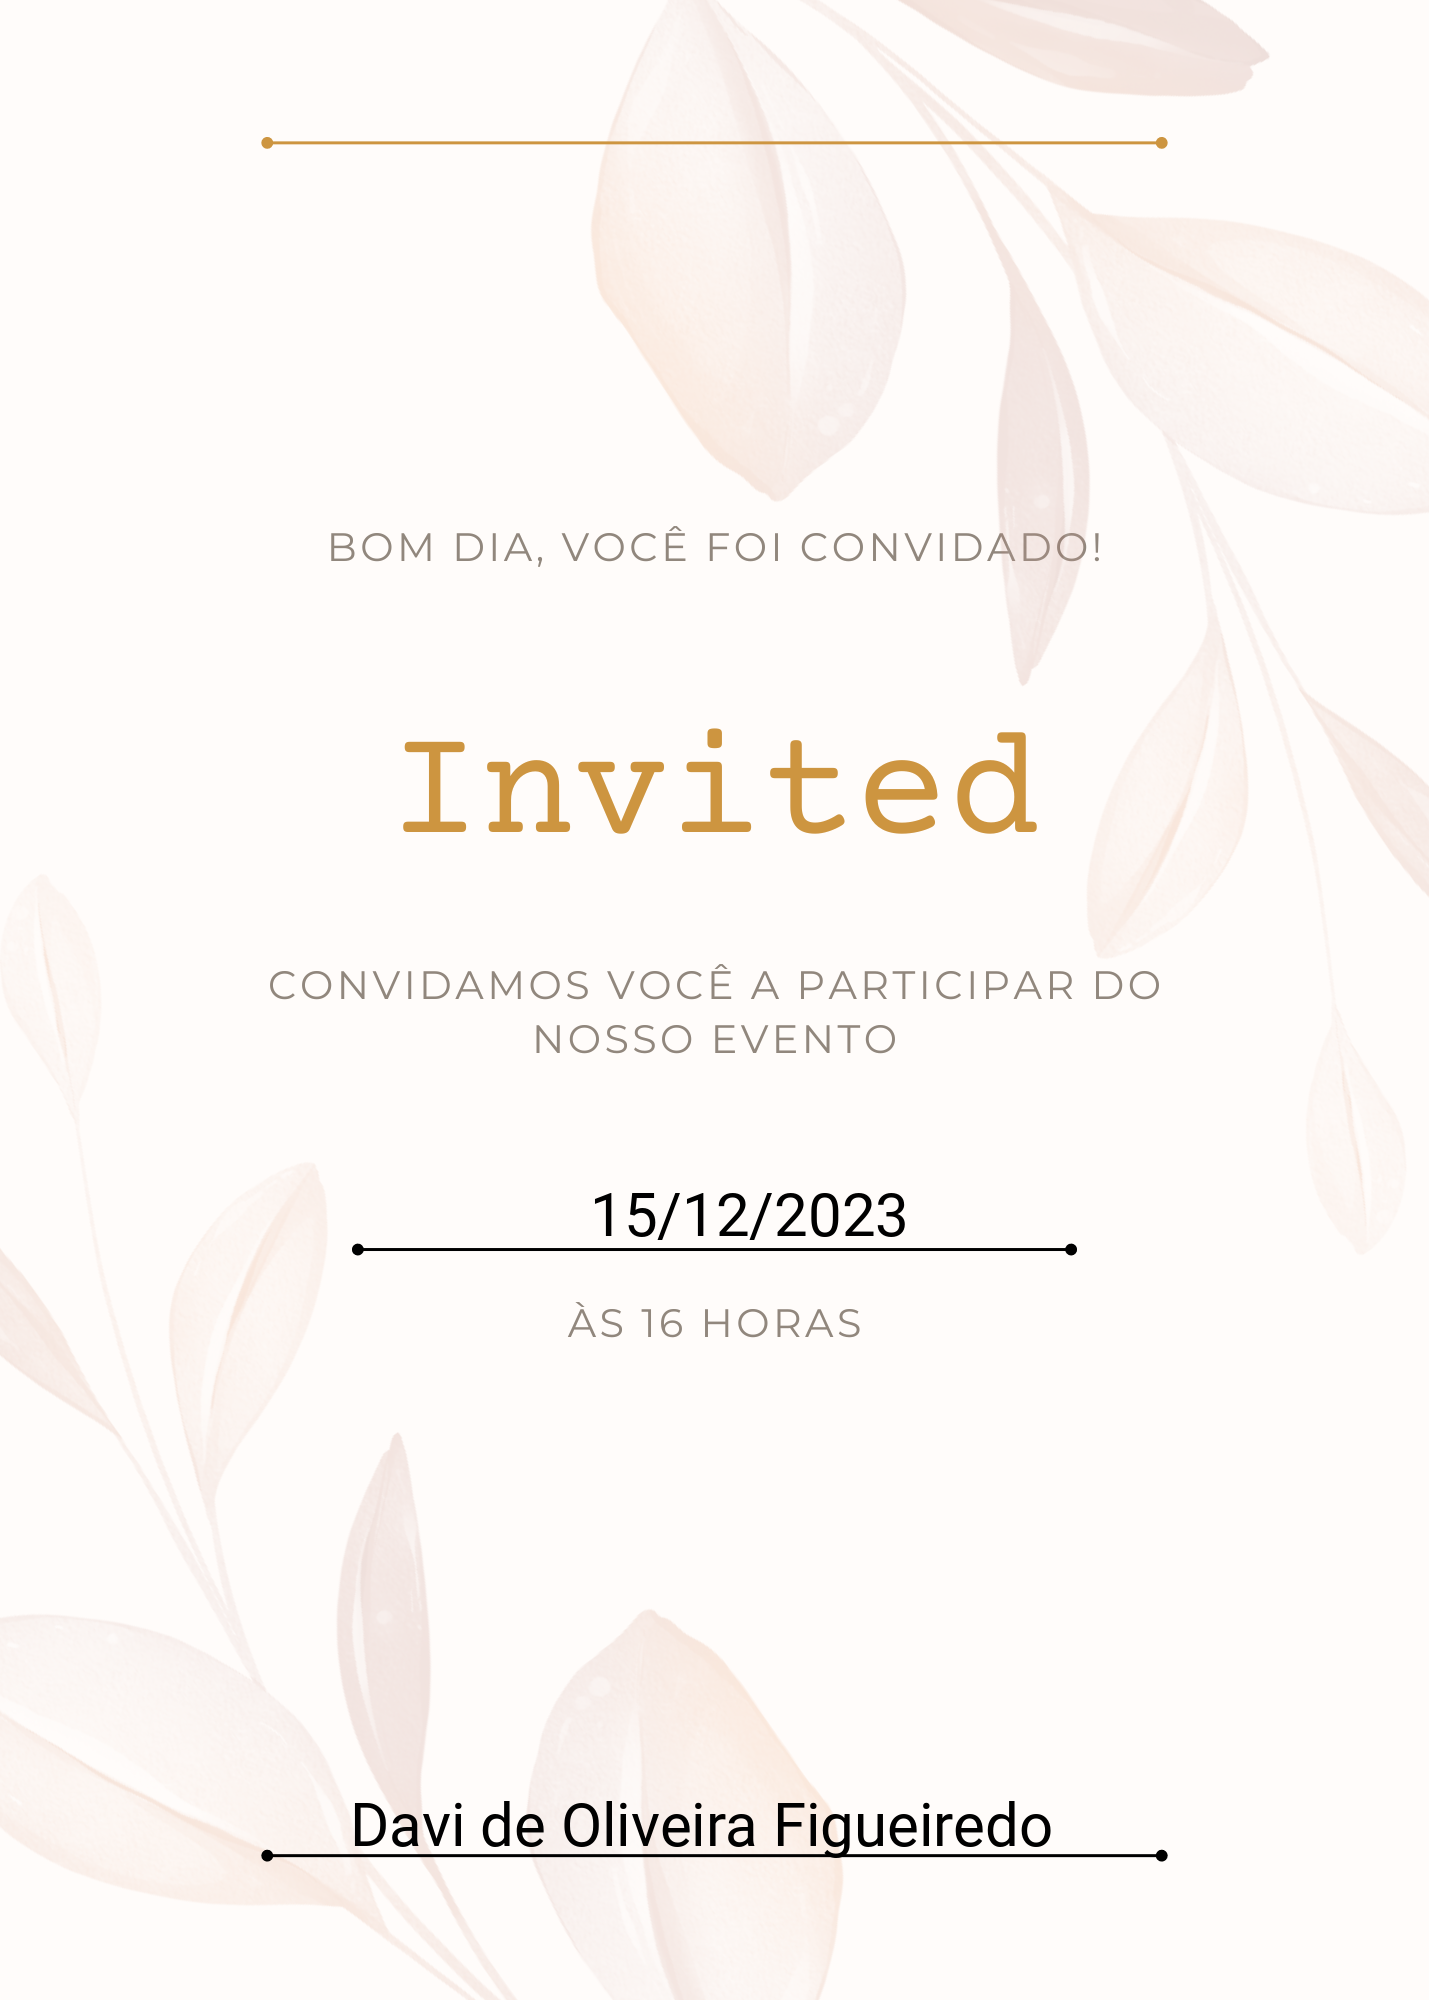 BOM DIA, VOCÊ FOI CONVIDADO!
Invited
CONVIDAMOS VOCÊ A PARTICIPAR DO
NOSSO EVENTO
15/12/2023
ÀS 16 HORAS
Davi de Oliveira Figueiredo